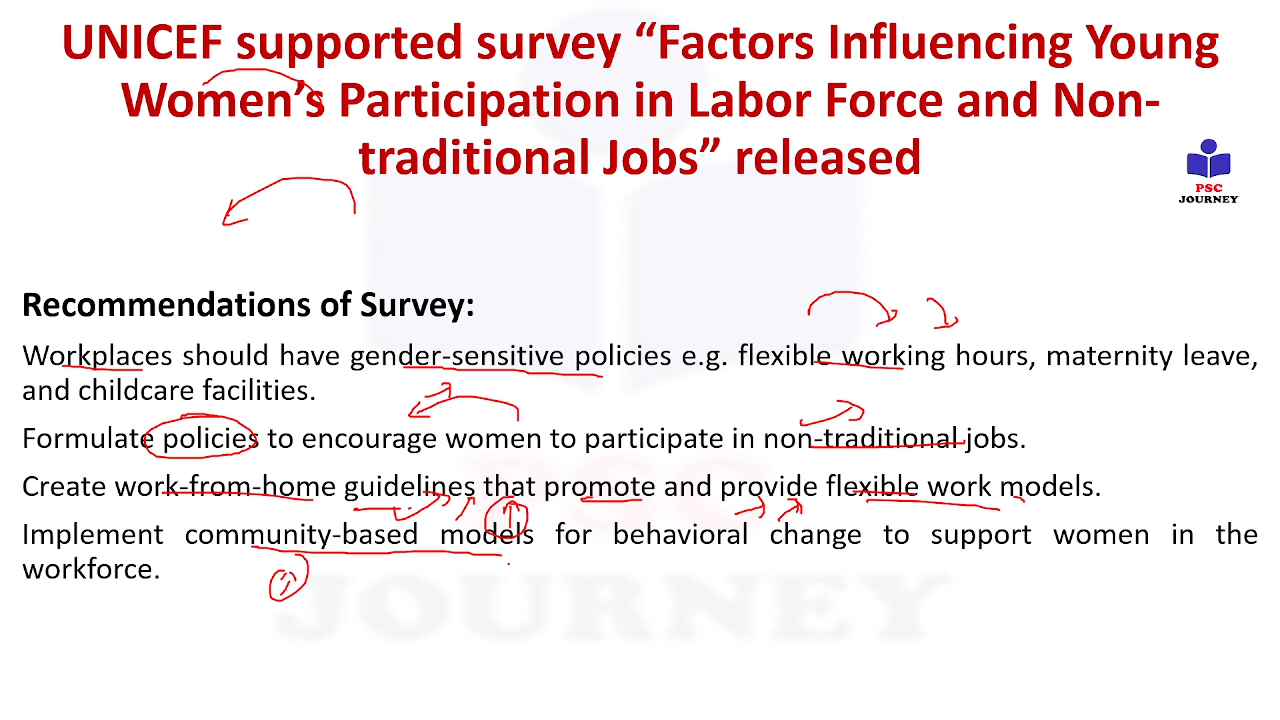 UNICEF supported survey “Factors Influencing Young
Women’s Participation in Labor Force and Non-
traditional Jobs” released
PSC
JOURNEY
Recommendations of Survey:
Workplaces should have gender-sensitive policies e.g. flexible working hours, maternity leave,
and childcare facilities.
Formulate policies to encourage women to participate in non-traditional jobs.
Create work-from-home guidelines that promote and provide flexible work models.
Implement community-based models for behavioral change to support women in the
workforce.
PSC
JOURNEY